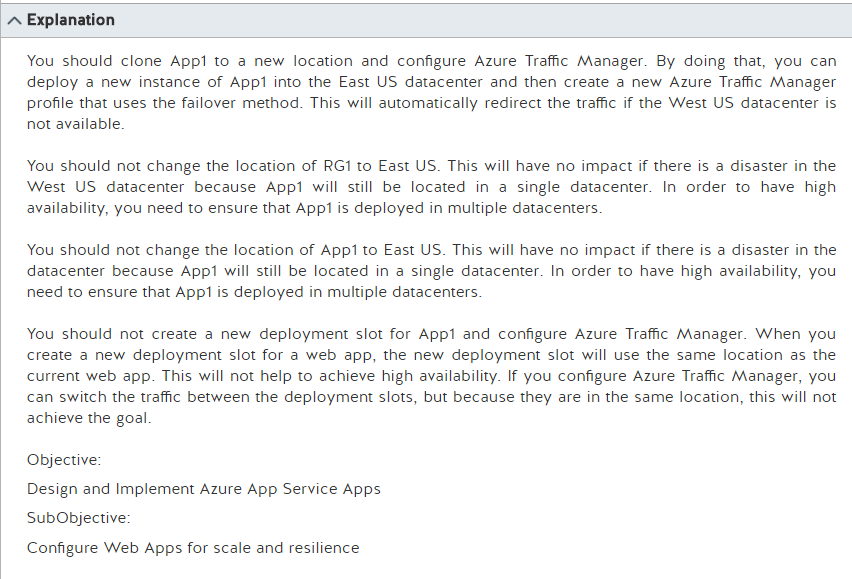 Explanation
You should clone App1 to a new location and configure Azure Traffic Manager. By doing that, you can
deploy a new instance of App1 into the East US datacenter and then create a new Azure Traffic Manager
profile that uses the failover method. This will automatically redirect the traffic if the West US datacenter is
not available.
You should not change the location of RG1 to East US. This will have no impact if there is a disaster in the
West US datacenter because App1 will still be located in a single datacenter. In order to have high
availability, you need to ensure that App1 is deployed in multiple datacenters.
You should not change the location of App1 to East US. This will have no impact if there is a disaster in the
datacenter because App1 will still be located in a single datacenter. In order to have high availability, you
need to ensure that App1 is deployed in multiple datacenters.
You should not create a new deployment slot for App1 and configure Azure Traffic Manager. When you
create a new deployment slot for a web app, the new deployment slot will use the same location as the
current web app. This will not help to achieve high availability. If you configure Azure Traffic Manager, you
can switch the traffic between the deployment slots, but because they are in the same location, this will not
achieve the goal.
Objective:
Design and Implement Azure App Service Apps
SubObjective:
Configure Web Apps for scale and resilience